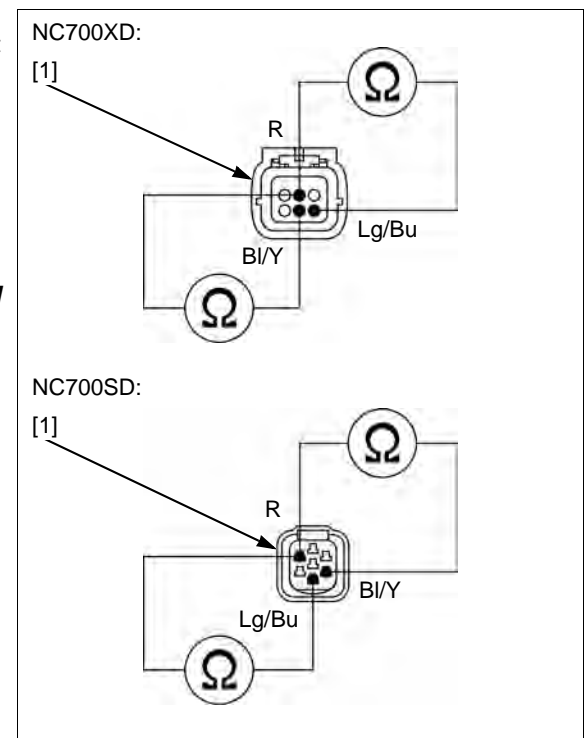 NC700XD:
[1]
Ω
R
Lg/Bu
Bl/Y
Ω
NC700SD:
[1]
Ω
R
Bl/Y
Lg/Bu
Ω